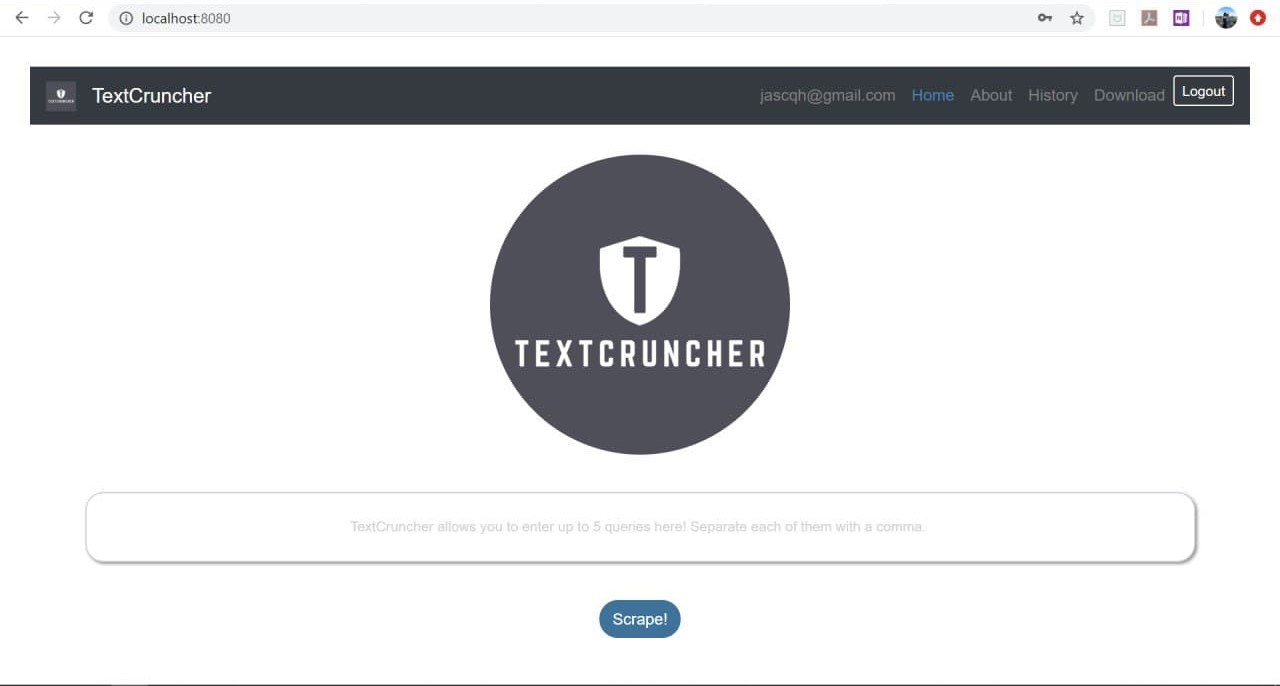 localhost:8080
TextCruncher jascqh@gmail.com Home About History Download Logout
T
TEXTCRUNCHER
TextCruncher allows you to enter up to 5 queries here! Separate each of them with a comma.
Scrape!